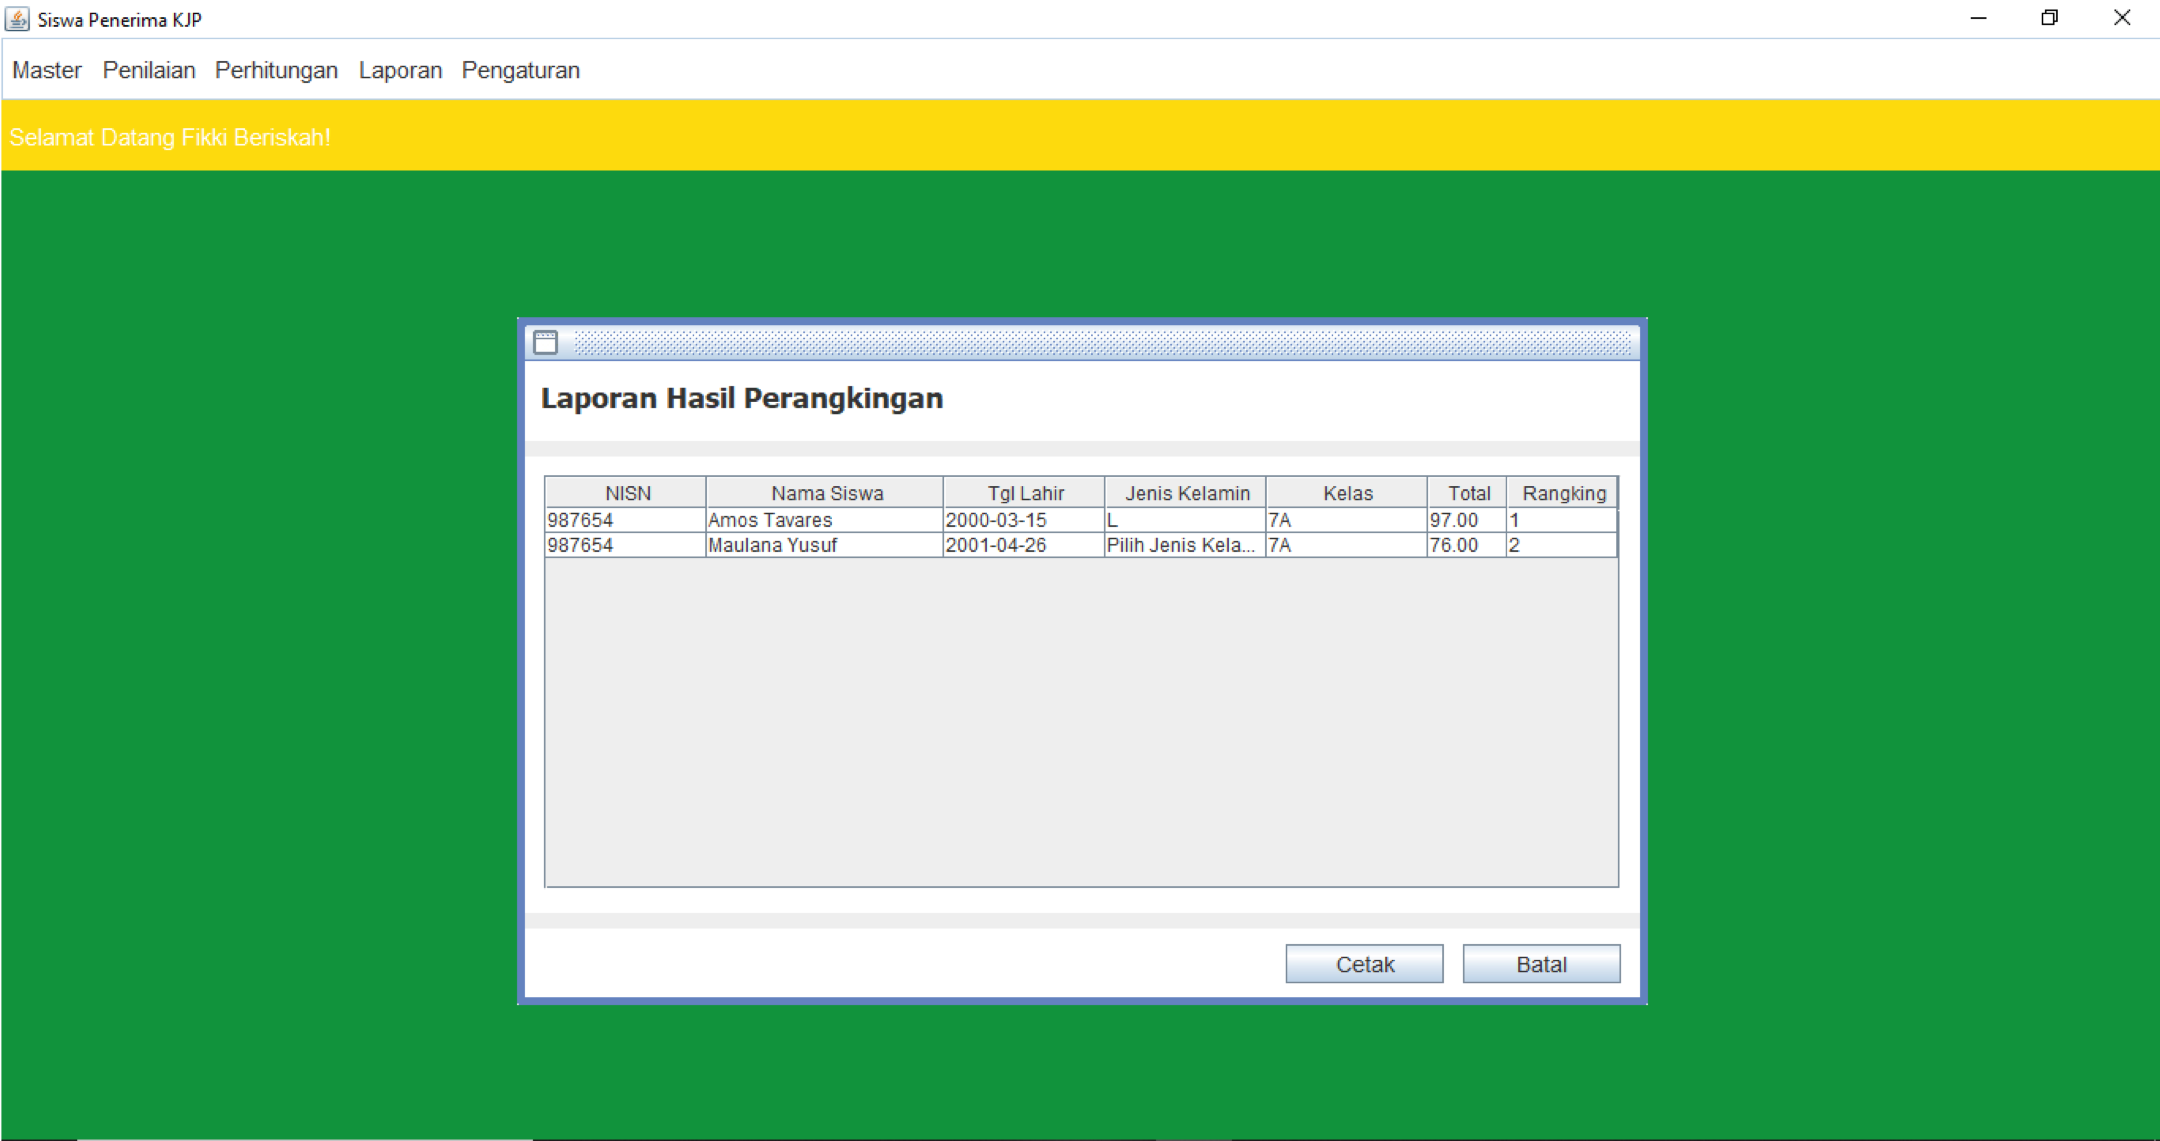 Siswa Penerima KJP
Master Penilaian Perhitungan Laporan Pengaturan
Selamat Datang Fikki Beriskah!
Laporan Hasil Perangkingan
NISN Nama Siswa Tgl Lahir Jenis Kelamin Kelas Total Rangking
987654 Amos Tavares 2000-03-15 L 7A 97.00 1
987654 Maulana Yusuf 2001-04-26 Pilih Jenis Kela... 7A 76.00 2
Cetak Batal